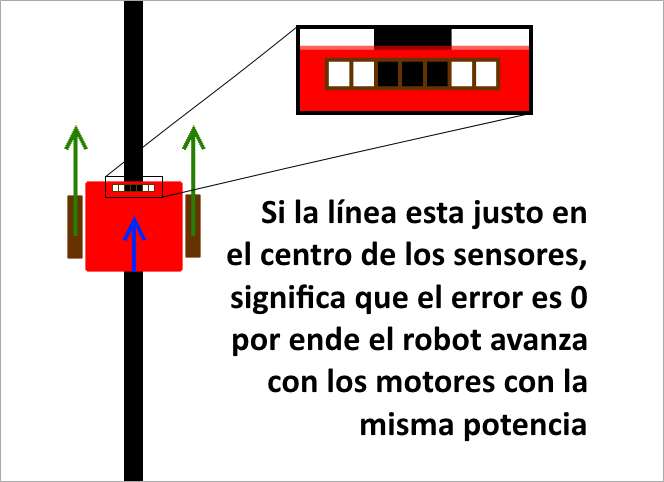 Si la línea esta justo en
el centro de los sensores,
significa que el error es 0
por ende el robot avanza
con los motores con la
misma potencia